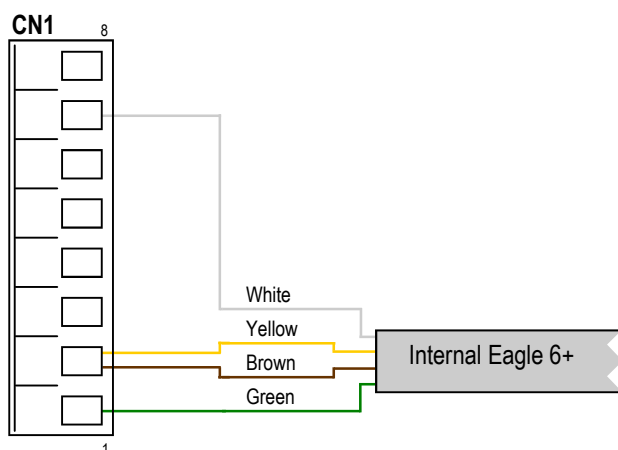 CN1
8
White
Yellow
Brown
Green
Internal Eagle 6+
1